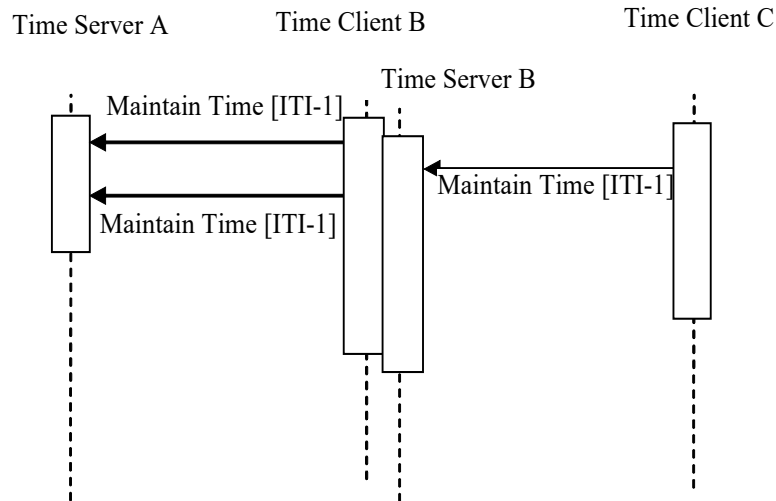 Time Server A
Time Client B
Time Client C
Time Server B
Maintain Time [ITI-1]
Maintain Time [ITI-1]
Maintain Time [ITI-1]